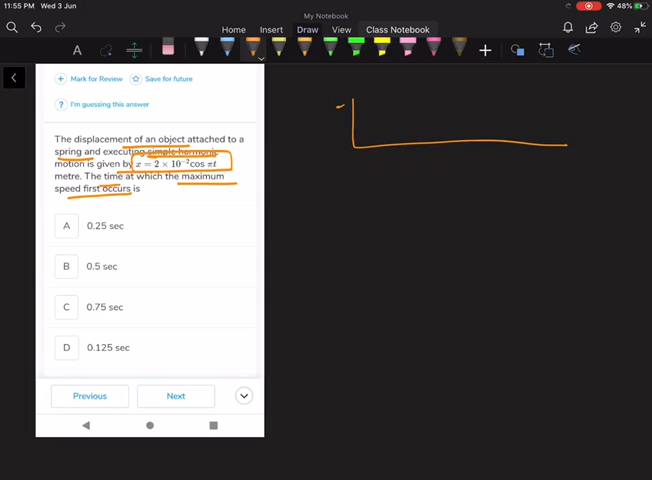 11:55 PM Wed 3 Jun
48%
My Notebook
Home Insert Draw View Class Notebook
Mark for Review Save for future
I'm guessing this answer
The displacement of an object attached to a
spring and executing simple harmonic
motion is given by x = 2 × 10⁻² cos πt
metre. The time at which the maximum
speed first occurs is
A 0.25 sec
B 0.5 sec
C 0.75 sec
D 0.125 sec
Previous Next